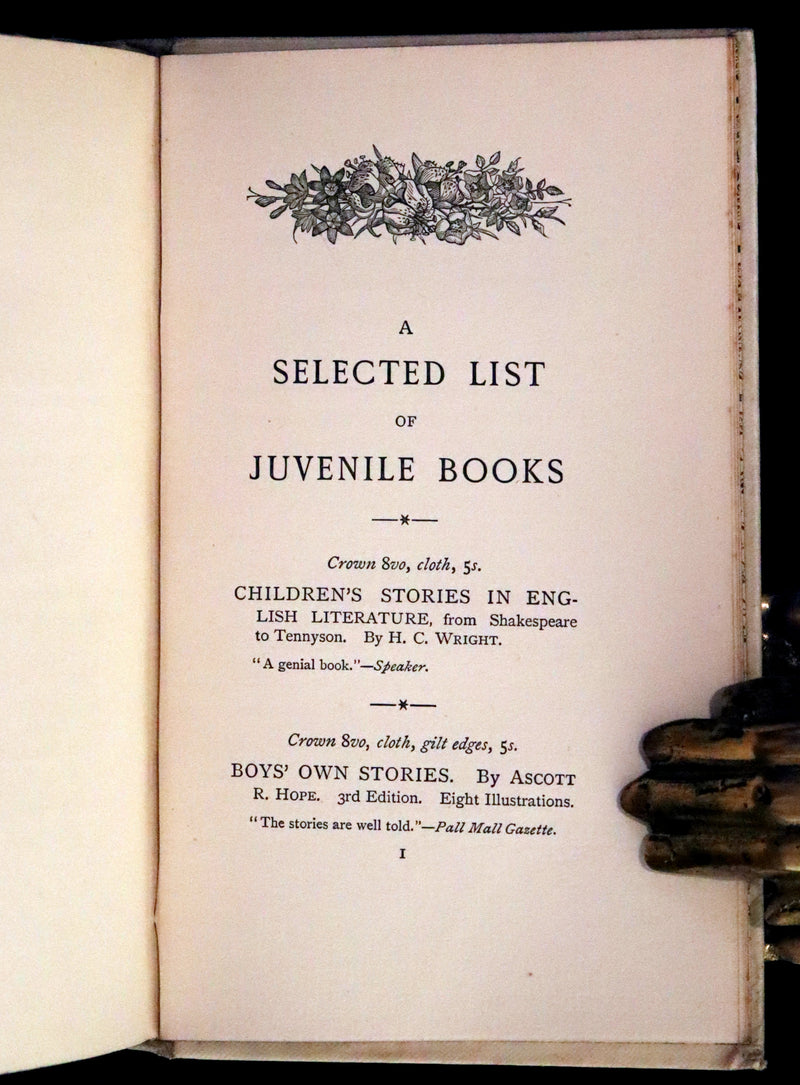 A
SELECTED LIST
OF
JUVENILE BOOKS
Crown 8vo, cloth, 5s.
CHILDREN'S STORIES IN ENG-
LISH LITERATURE, from Shakespeare
to Tennyson. By H. C. WRIGHT.
"A genial book."—Speaker.
Crown 8vo, cloth, gilt edges, 5s.
BOYS' OWN STORIES. By ASCOTT
R. HOPE. 3rd Edition. Eight Illustrations.
"The stories are well told."—Pall Mall Gazette.
I